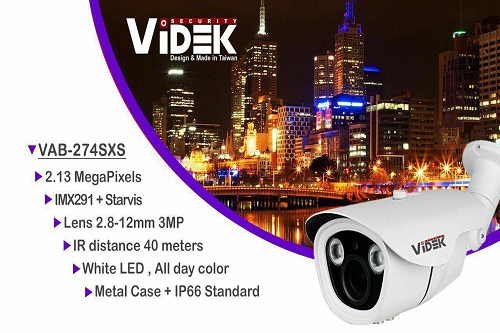 SECURITY
ViDEK
Design & Made in Taiwan
VAB-274SXS
2.13 MegaPixels
IMX291 + Starvis
Lens 2.8-12mm 3MP
IR distance 40 meters
White LED , All day color
Metal Case + IP66 Standard
SECURITY
ViDEK